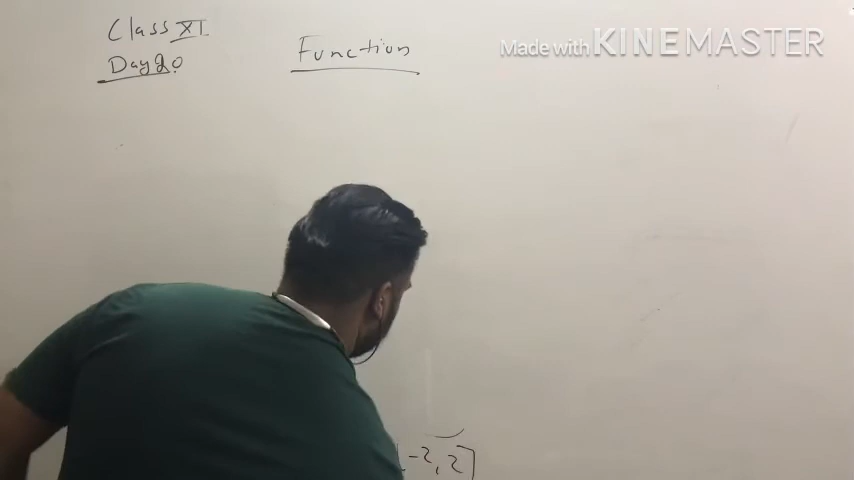 Class XI.
Day 20
Function
Made with KINEMASTER
-2, 2]